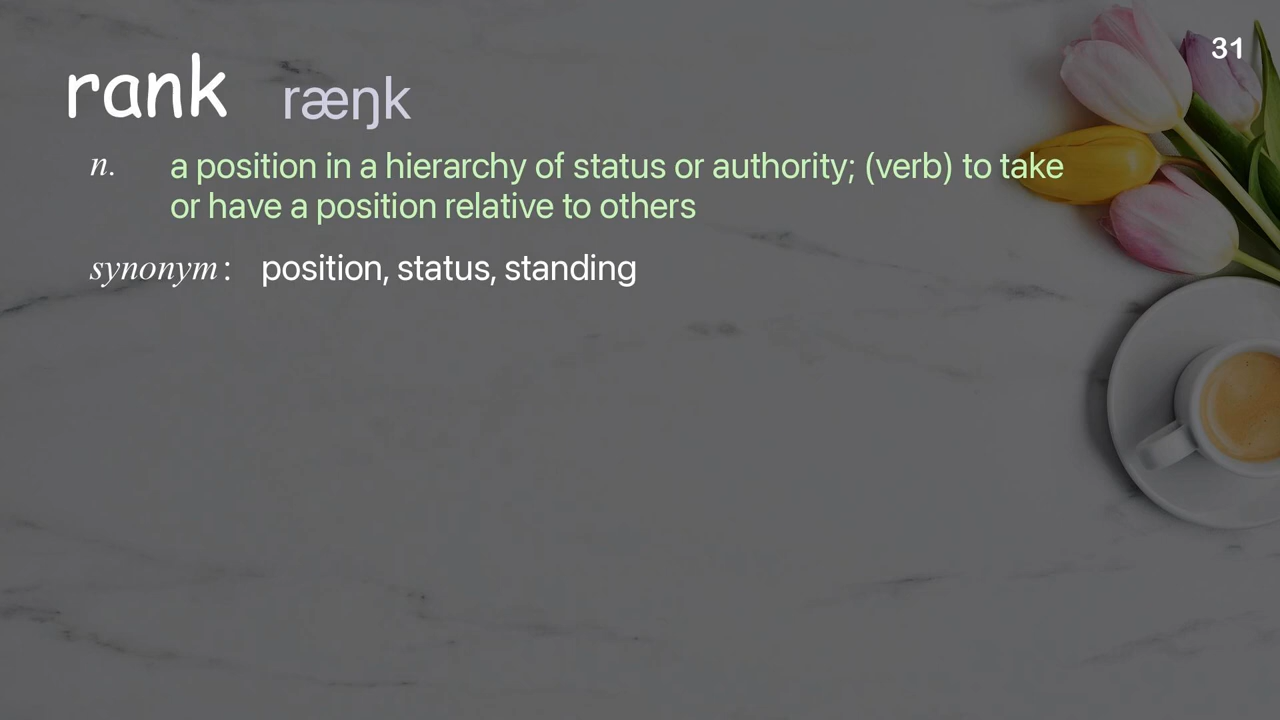 31
rank ræŋk
n. a position in a hierarchy of status or authority; (verb) to take
or have a position relative to others
synonym: position, status, standing